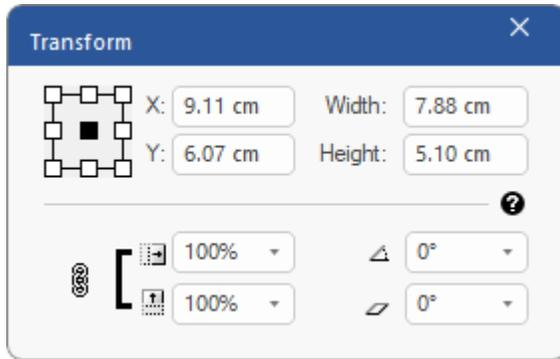 Transform
X: 9.11 cm Width: 7.88 cm
Y: 6.07 cm Height: 5.10 cm
?
100% 0°
100% 0°